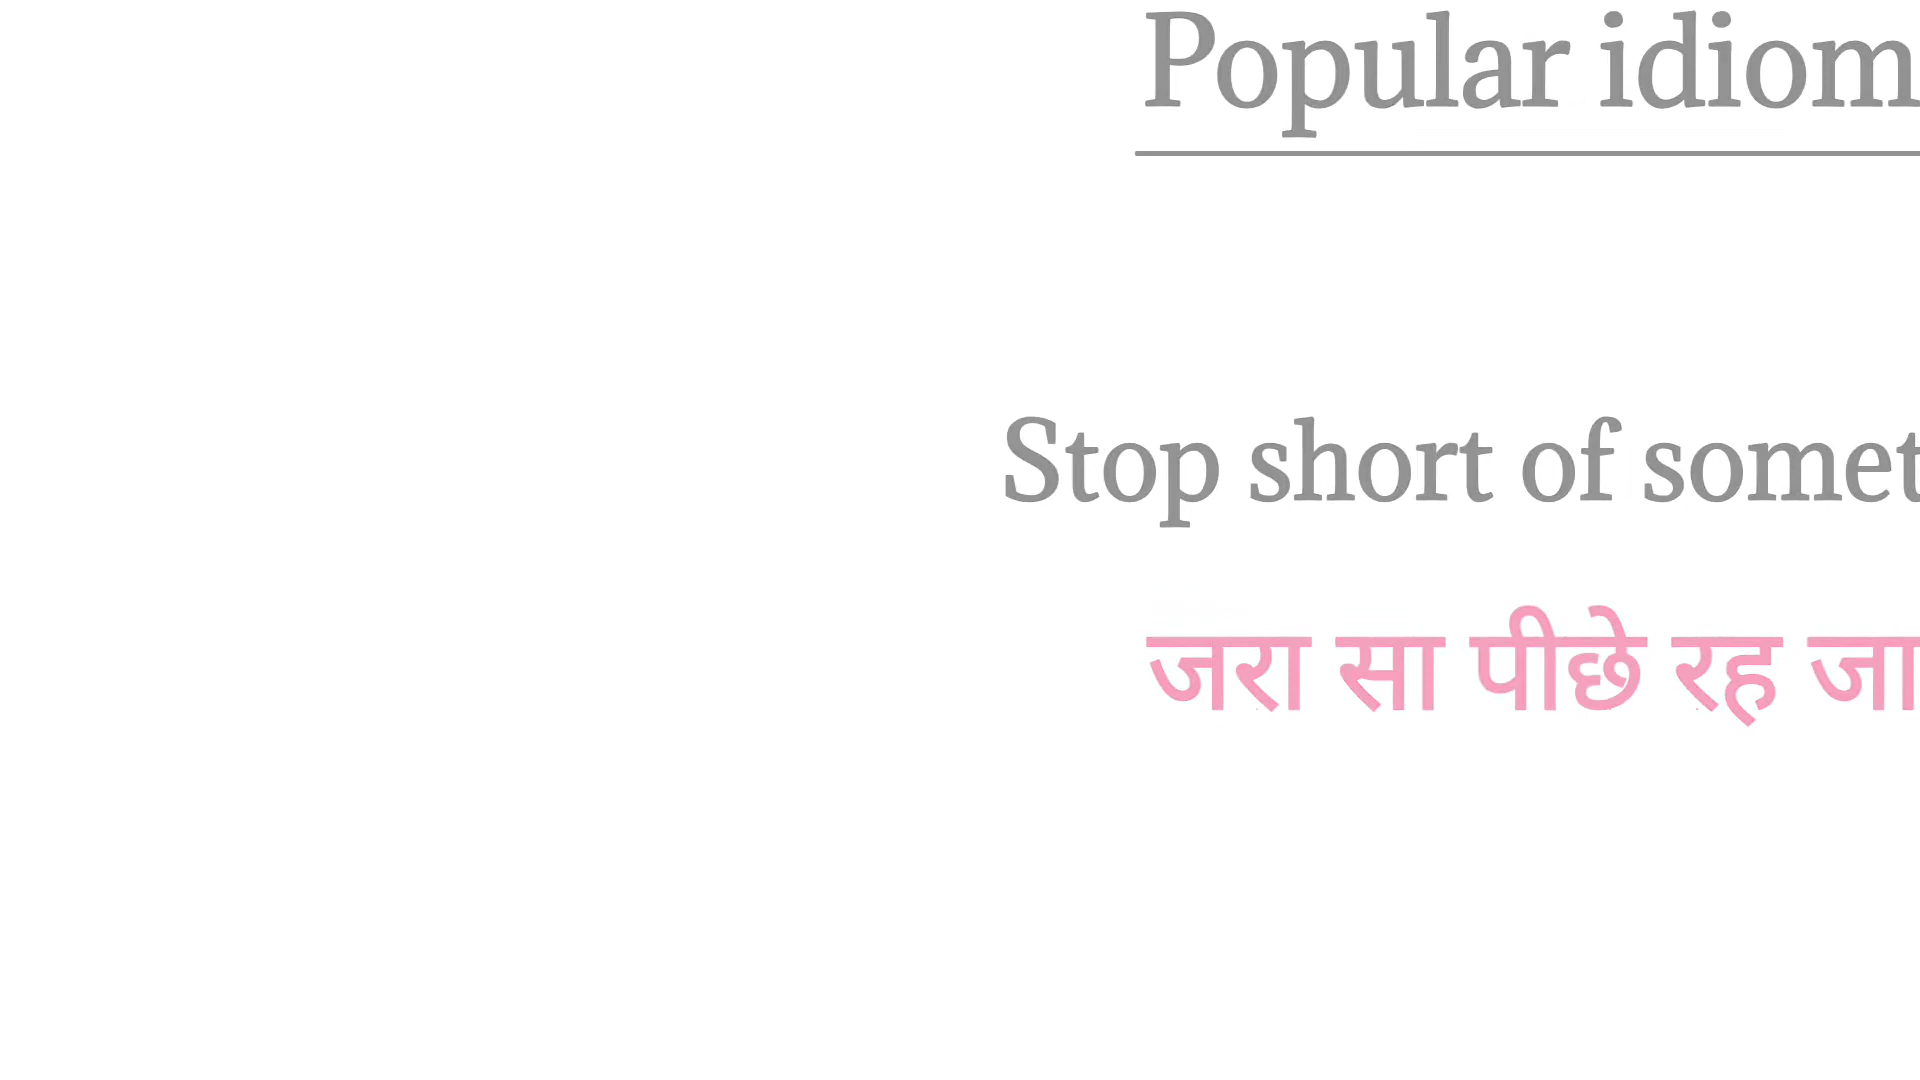 Popular idiom
Stop short of somet
जरा सा पीछे रह जा